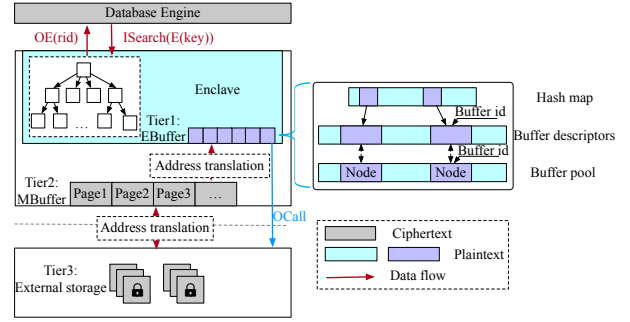 Database Engine
OE(rid)
ISearch(E(key))
Enclave
Tier1:
EBuffer
Address translation
Tier2:
MBuffer
Page1
Page2
Page3
…
OCall
Address translation
Tier3:
External storage
Hash map
Buffer id
Buffer descriptors
Buffer id
Node
Node
Buffer pool
Ciphertext
Plaintext
Data flow